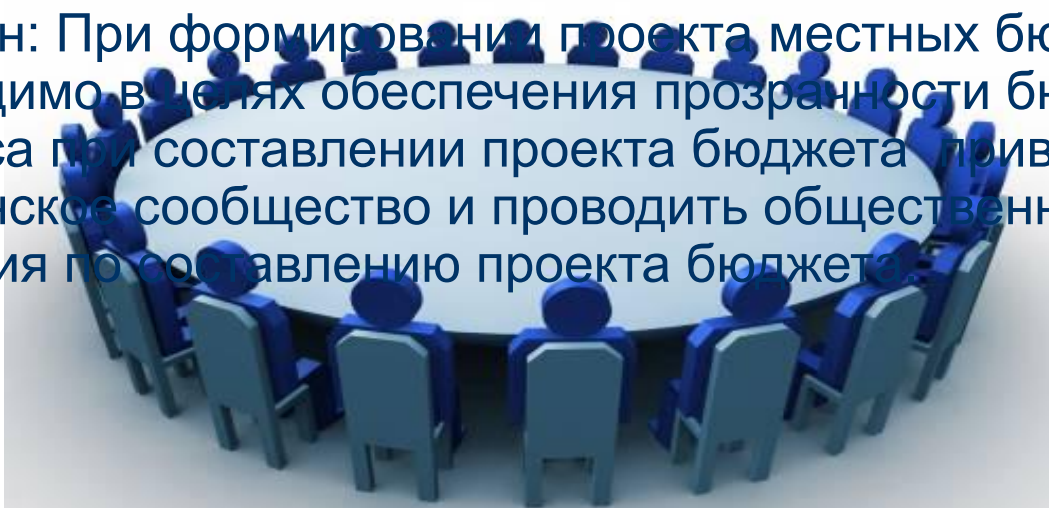 н: При формировании проекта местных бю
димо в целях обеспечения прозрачности бю
са при составлении проекта бюджета прив
нское сообщество и проводить общественн
ия по составлению проекта бюджета.